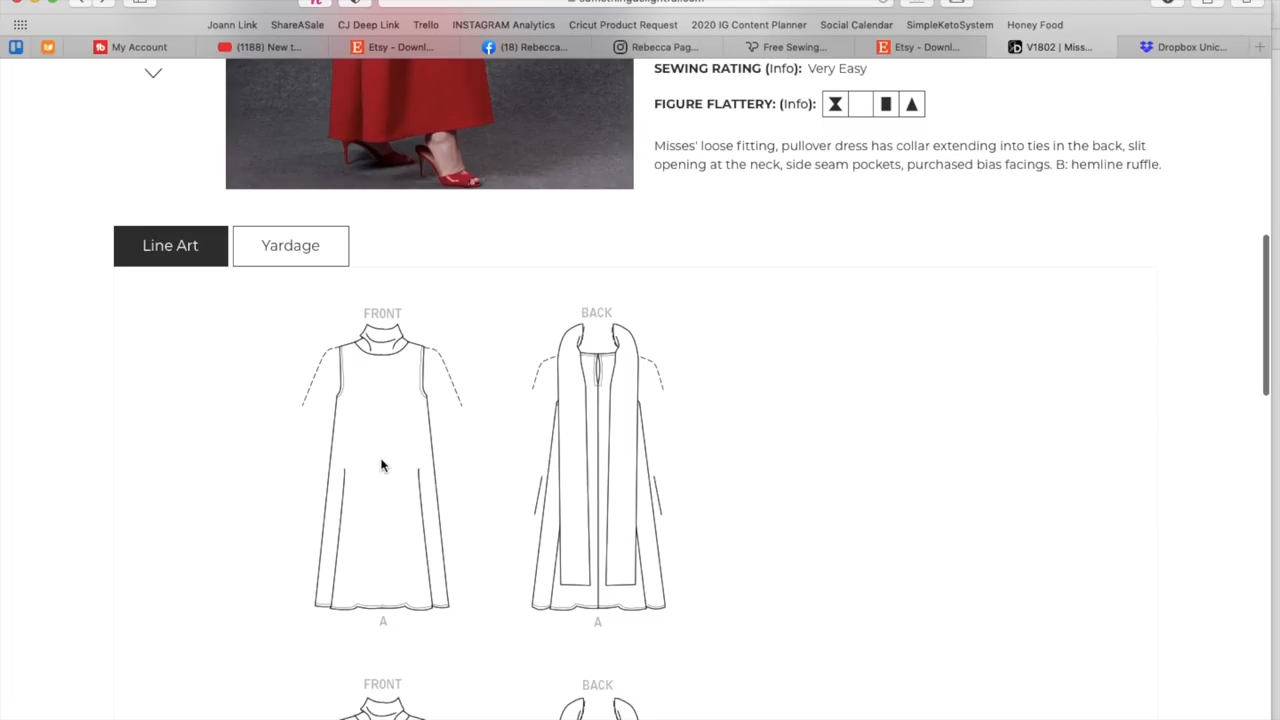 somethingdelightful.com
Joann Link ShareASale CJ Deep Link Trello INSTAGRAM Analytics Cricut Product Request 2020 IG Content Planner Social Calendar SimpleKetoSystem Honey Food
My Account (1188) New t... Etsy - Downl... (18) Rebecca... Rebecca Pag... Free Sewing... Etsy - Downl... V1802 | Miss... Dropbox Unic...
SEWING RATING (Info): Very Easy
FIGURE FLATTERY: (Info):
Misses' loose fitting, pullover dress has collar extending into ties in the back, slit
opening at the neck, side seam pockets, purchased bias facings. B: hemline ruffle.
Line Art Yardage
FRONT BACK
A A
FRONT BACK